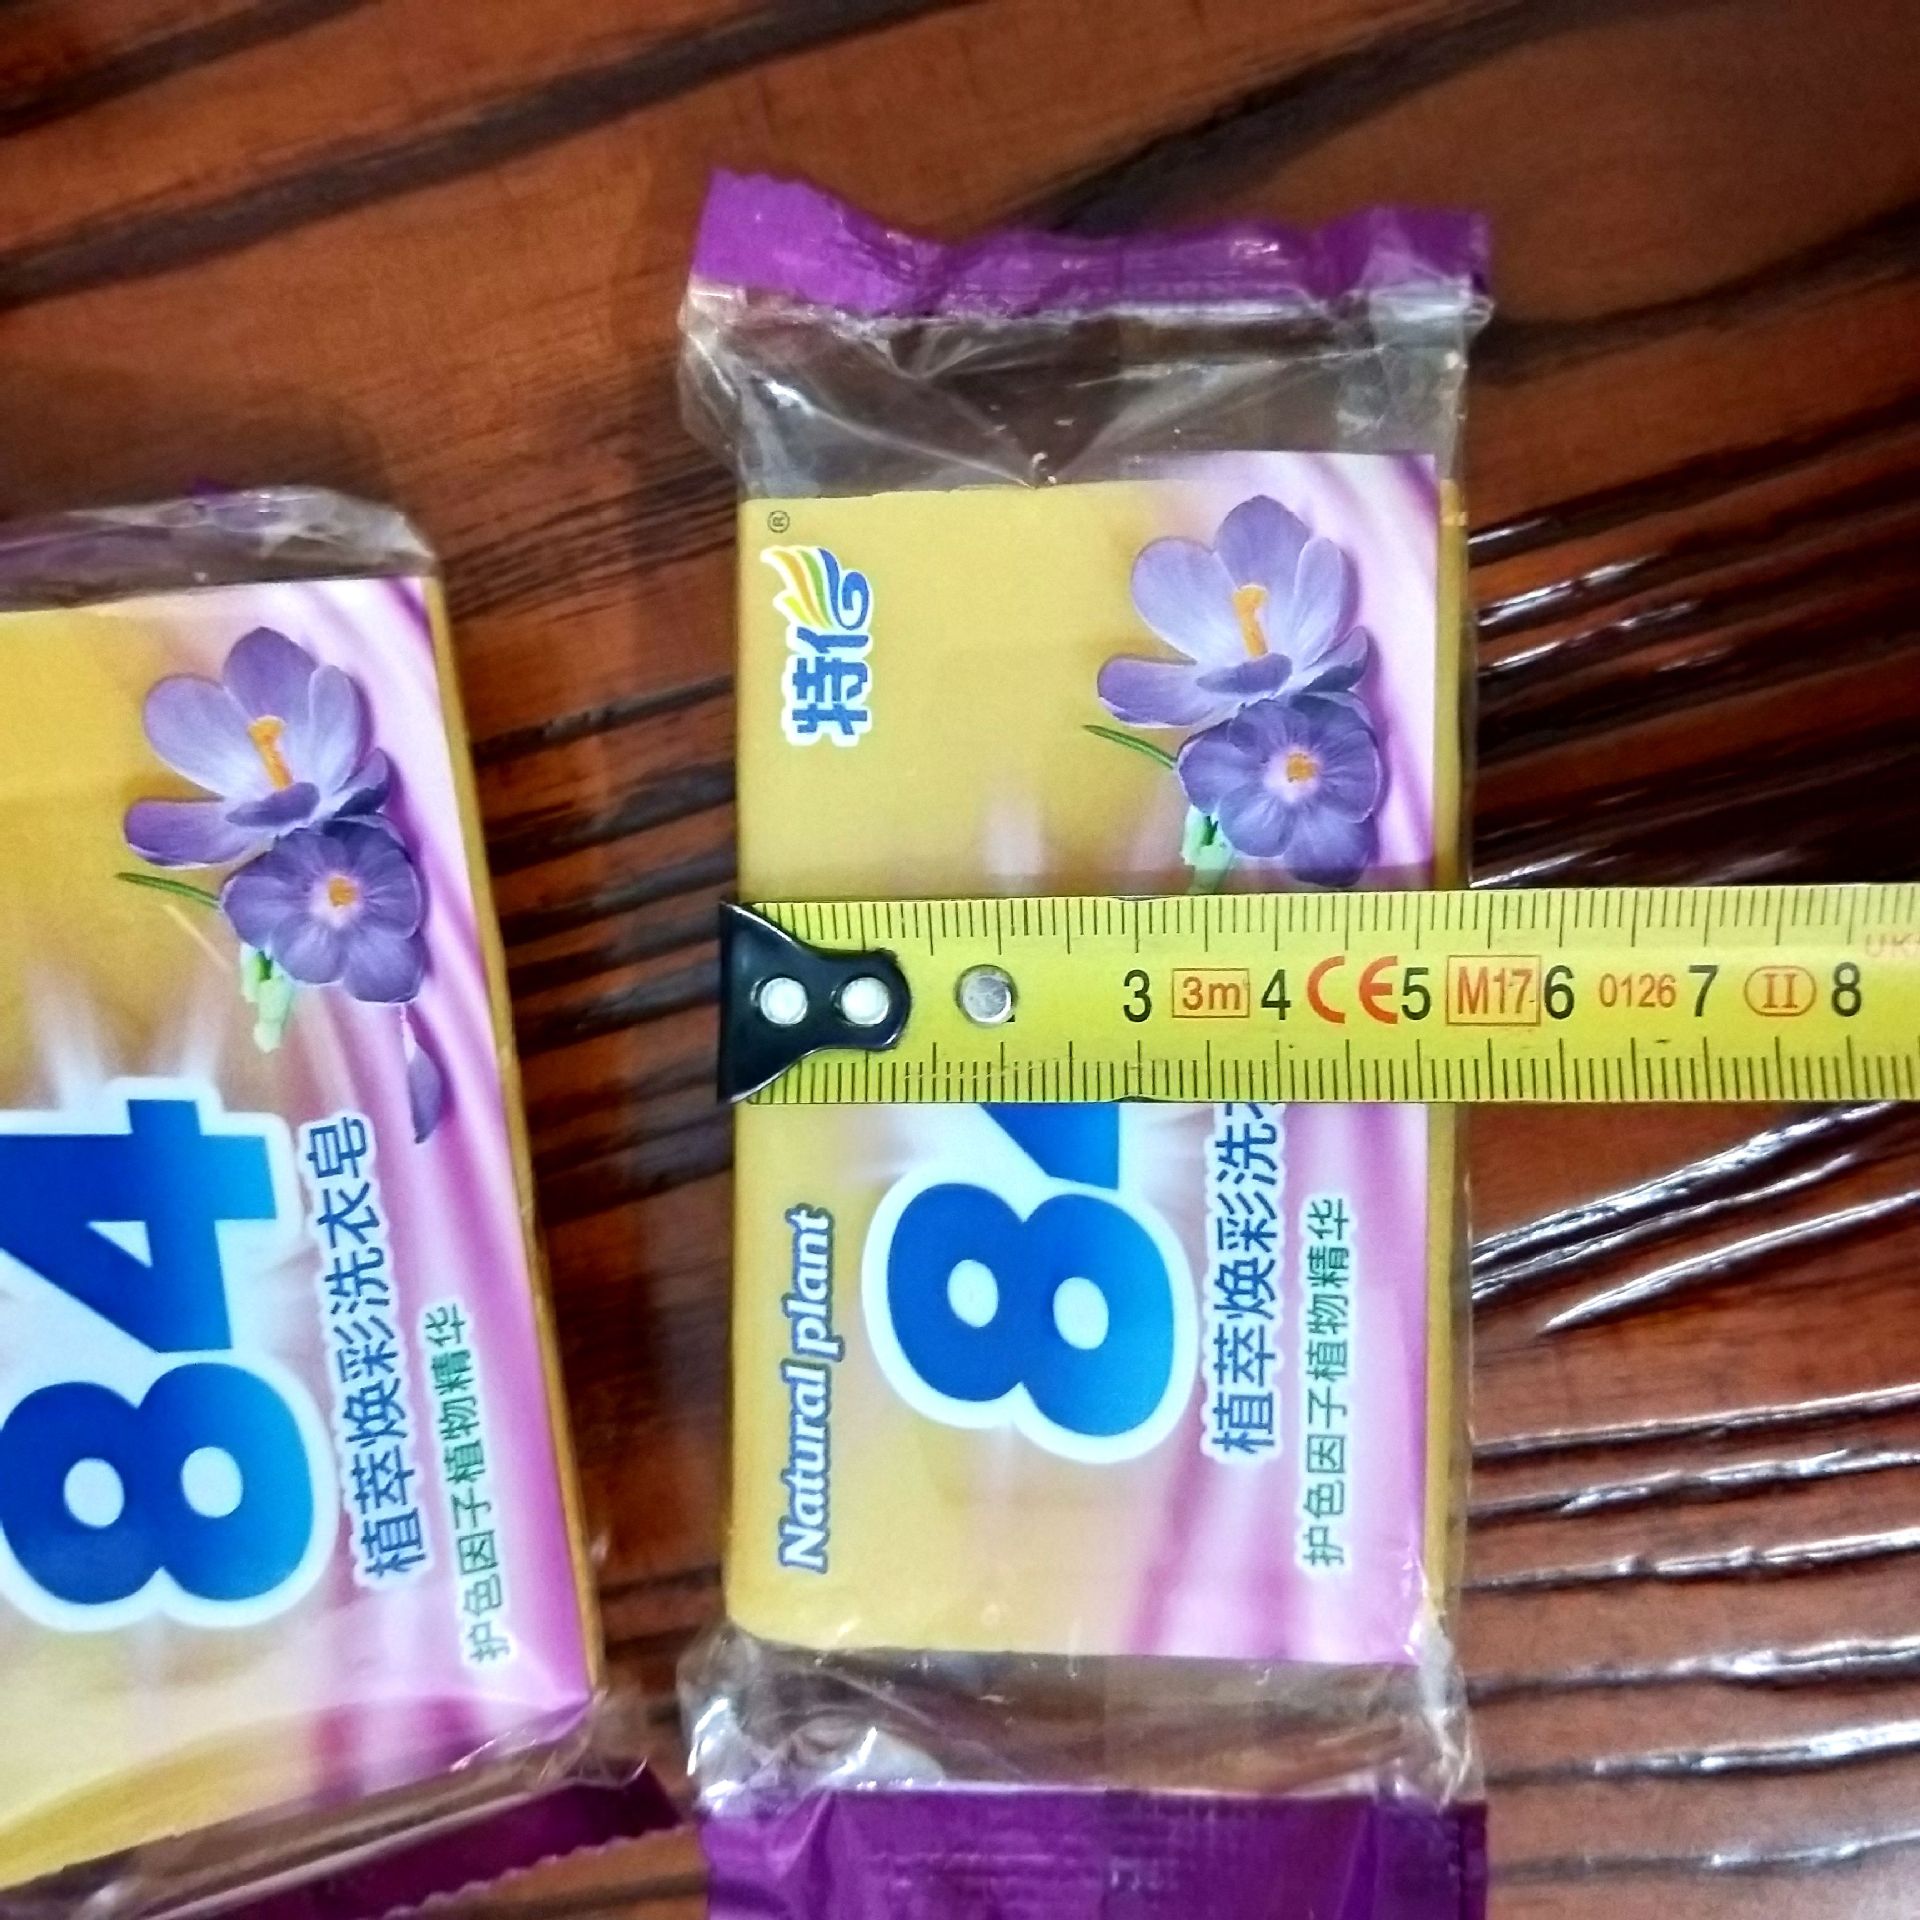 84
植萃焕彩洗衣皂
护色因子植物精华
®
特亿
Natural plant
8
植萃焕彩洗
护色因子植物精华
3 3m 4 CE 5 M17 6 0126 7 II 8
UK